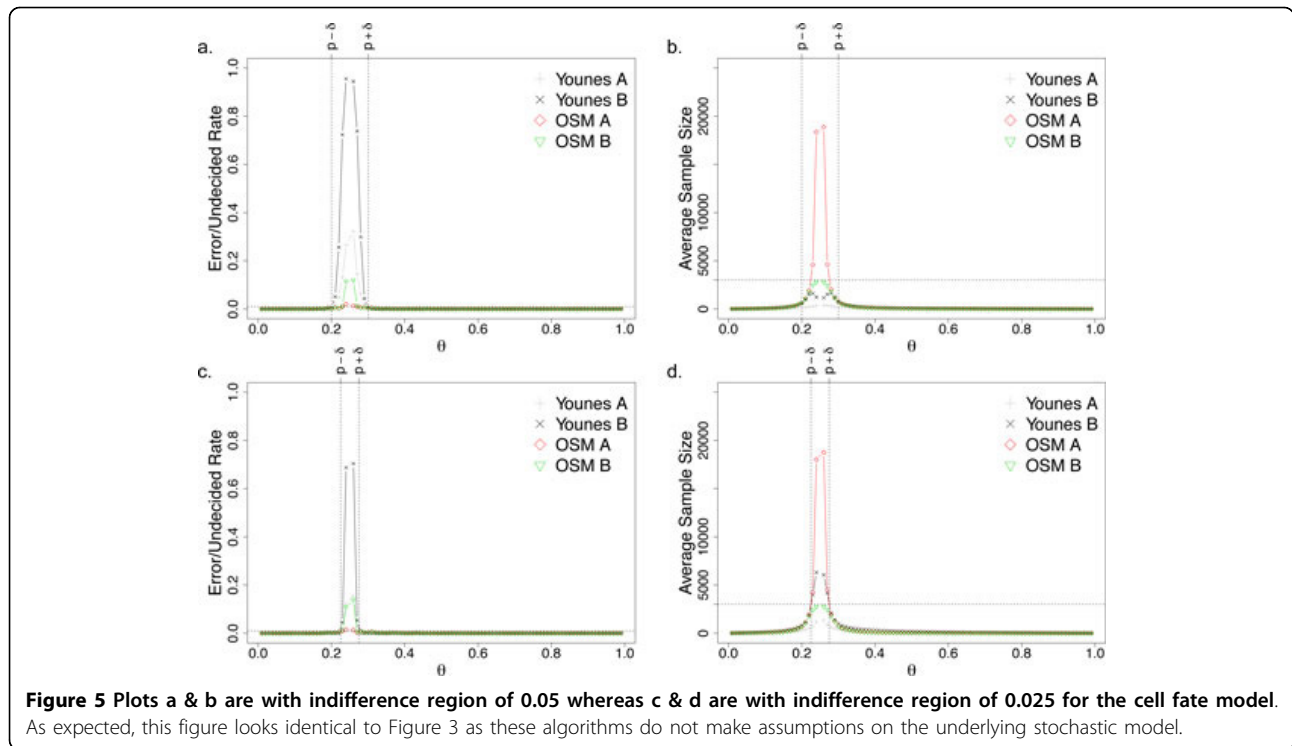 a.
p − δ
p + δ
Error/Undecided Rate
1.0
0.8
0.6
0.4
0.2
0.0
Younes A
Younes B
OSM A
OSM B
0.0 0.2 0.4 0.6 0.8 1.0
θ
b.
p − δ
p + δ
Average Sample Size
20000
10000
5000
0
Younes A
Younes B
OSM A
OSM B
0.0 0.2 0.4 0.6 0.8 1.0
θ
c.
p − δ
p + δ
Error/Undecided Rate
1.0
0.8
0.6
0.4
0.2
0.0
Younes A
Younes B
OSM A
OSM B
0.0 0.2 0.4 0.6 0.8 1.0
θ
d.
p − δ
p + δ
Average Sample Size
20000
10000
5000
0
Younes A
Younes B
OSM A
OSM B
0.0 0.2 0.4 0.6 0.8 1.0
θ
Figure 5 Plots a & b are with indifference region of 0.05 whereas c & d are with indifference region of 0.025 for the cell fate model.
As expected, this figure looks identical to Figure 3 as these algorithms do not make assumptions on the underlying stochastic model.